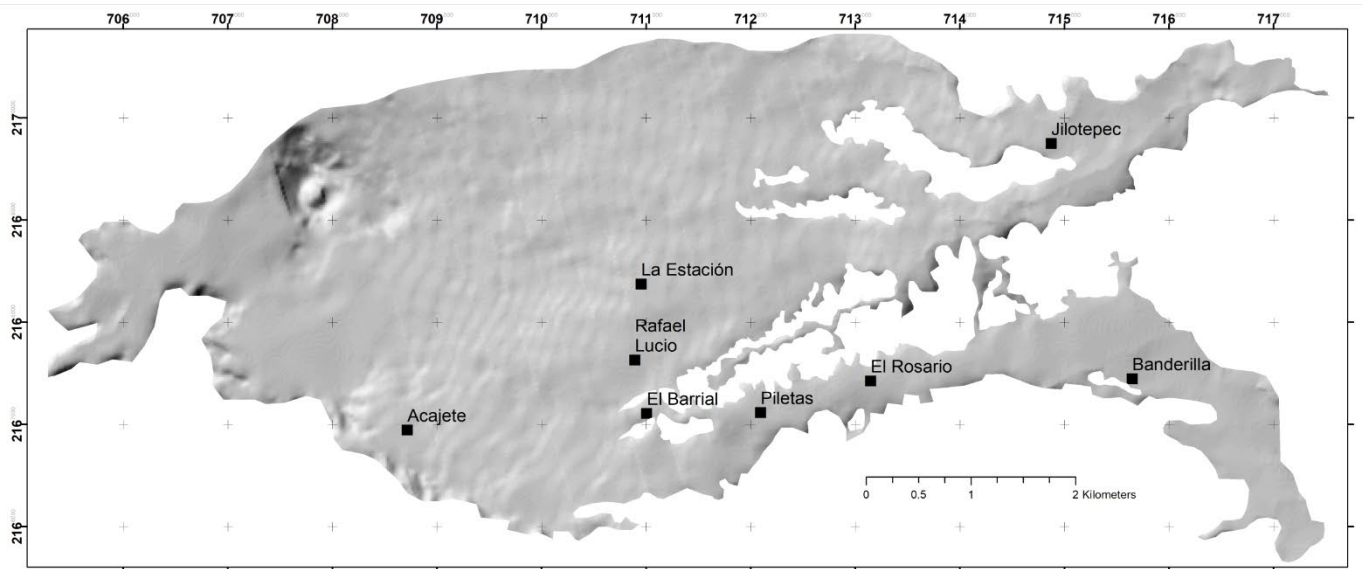 706 707 708 709 710 711 712 713 714 715 716 717
217
Jilotepec
216
La Estación
216
Rafael
Lucio
El Rosario
Banderilla
El Barrial
Piletas
Acajete
216
0 0.5 1 2 Kilometers
216